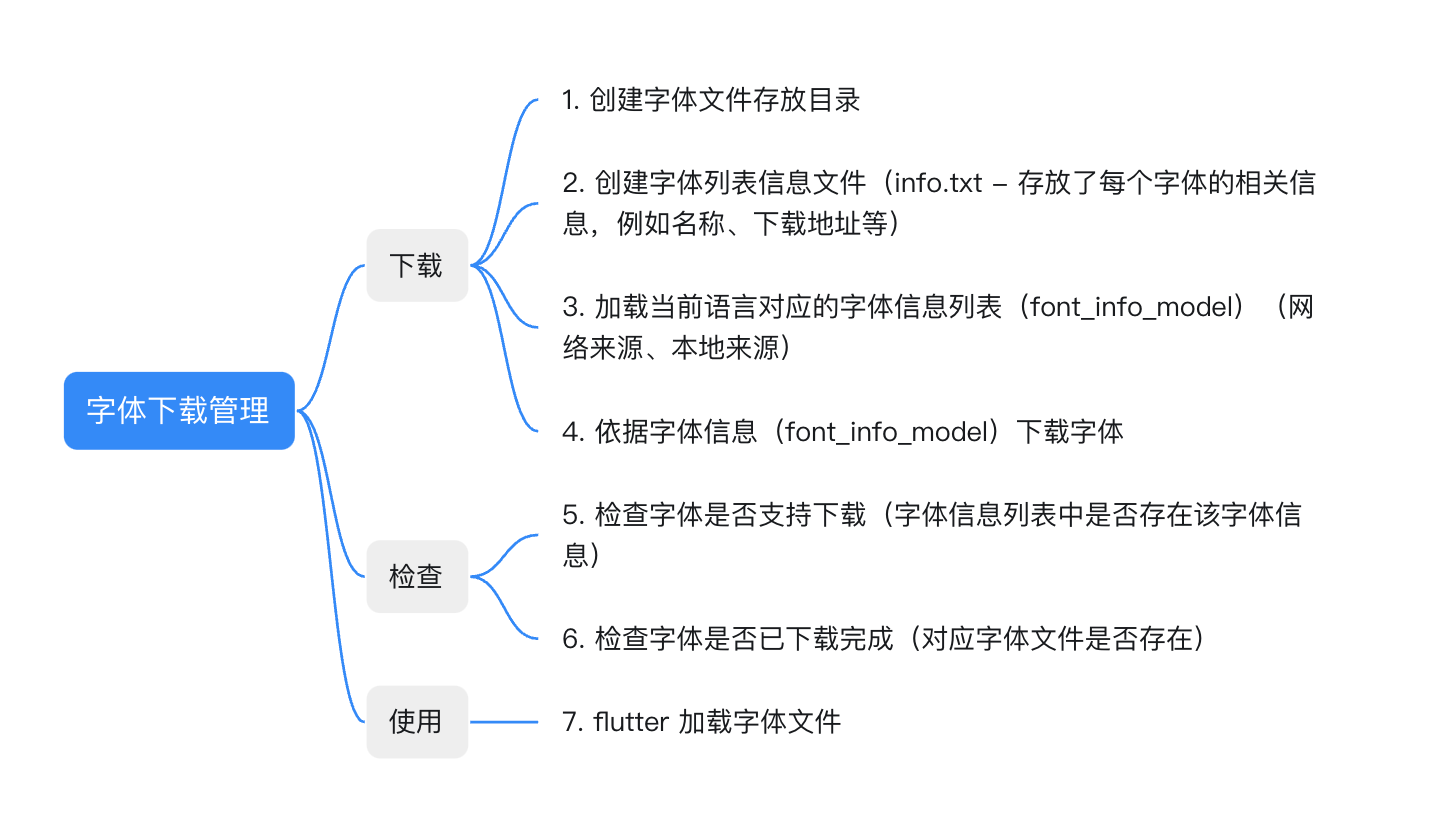 字体下载管理
下载
1. 创建字体文件存放目录
2. 创建字体列表信息文件（info.txt – 存放了每个字体的相关信
息，例如名称、下载地址等）
3. 加载当前语言对应的字体信息列表（font_info_model）（网
络来源、本地来源）
4. 依据字体信息（font_info_model）下载字体
检查
5. 检查字体是否支持下载（字体信息列表中是否存在该字体信
息）
6. 检查字体是否已下载完成（对应字体文件是否存在）
使用
7. flutter 加载字体文件